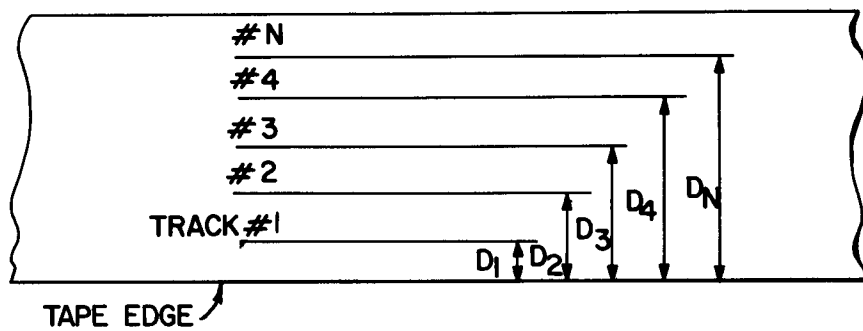 #N
#4
#3
#2
TRACK #1
D1
D2
D3
D4
DN
TAPE EDGE